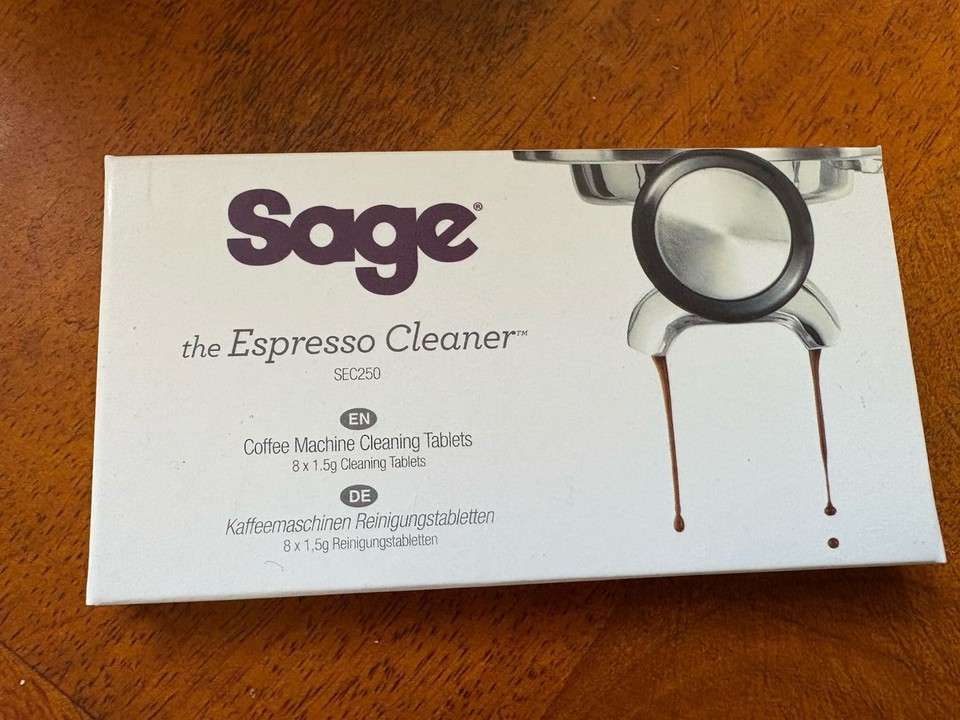 Sage®
the Espresso Cleaner™
SEC250
EN
Coffee Machine Cleaning Tablets
8 x 1.5g Cleaning Tablets
DE
Kaffeemaschinen Reinigungstabletten
8 x 1,5g Reinigungstabletten